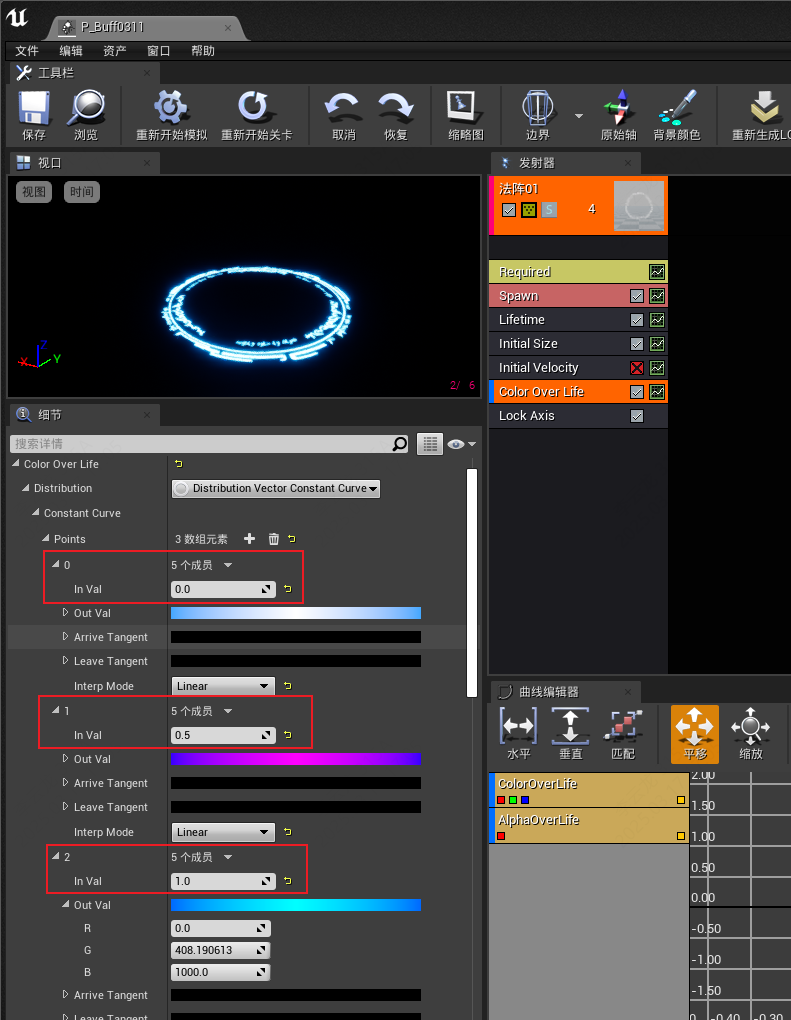 P_Buff0311
文件 编辑 资产 窗口 帮助
工具栏
保存 浏览 重新开始模拟 重新开始关卡 取消 恢复 缩略图 边界 原始轴 背景颜色 重新生成LO
视口
视图 时间
Z
X Y
2/ 6
发射器
法阵01
S 4
Required
Spawn
Lifetime
Initial Size
Initial Velocity
Color Over Life
Lock Axis
细节
搜索详情
Color Over Life
Distribution Distribution Vector Constant Curve
Constant Curve
Points 3 数组元素
0 5 个成员
In Val 0.0
Out Val
Arrive Tangent
Leave Tangent
Interp Mode Linear
1 5 个成员
In Val 0.5
Out Val
Arrive Tangent
Leave Tangent
Interp Mode Linear
2 5 个成员
In Val 1.0
Out Val
R 0.0
G 408.190613
B 1000.0
Arrive Tangent
Leave Tangent
曲线编辑器
水平 垂直 匹配 平移 缩放
ColorOverLife
AlphaOverLife
2.00
1.50
1.00
0.50
0.00
-0.50
-1.00
-1.50
0 -0.40 -0.30